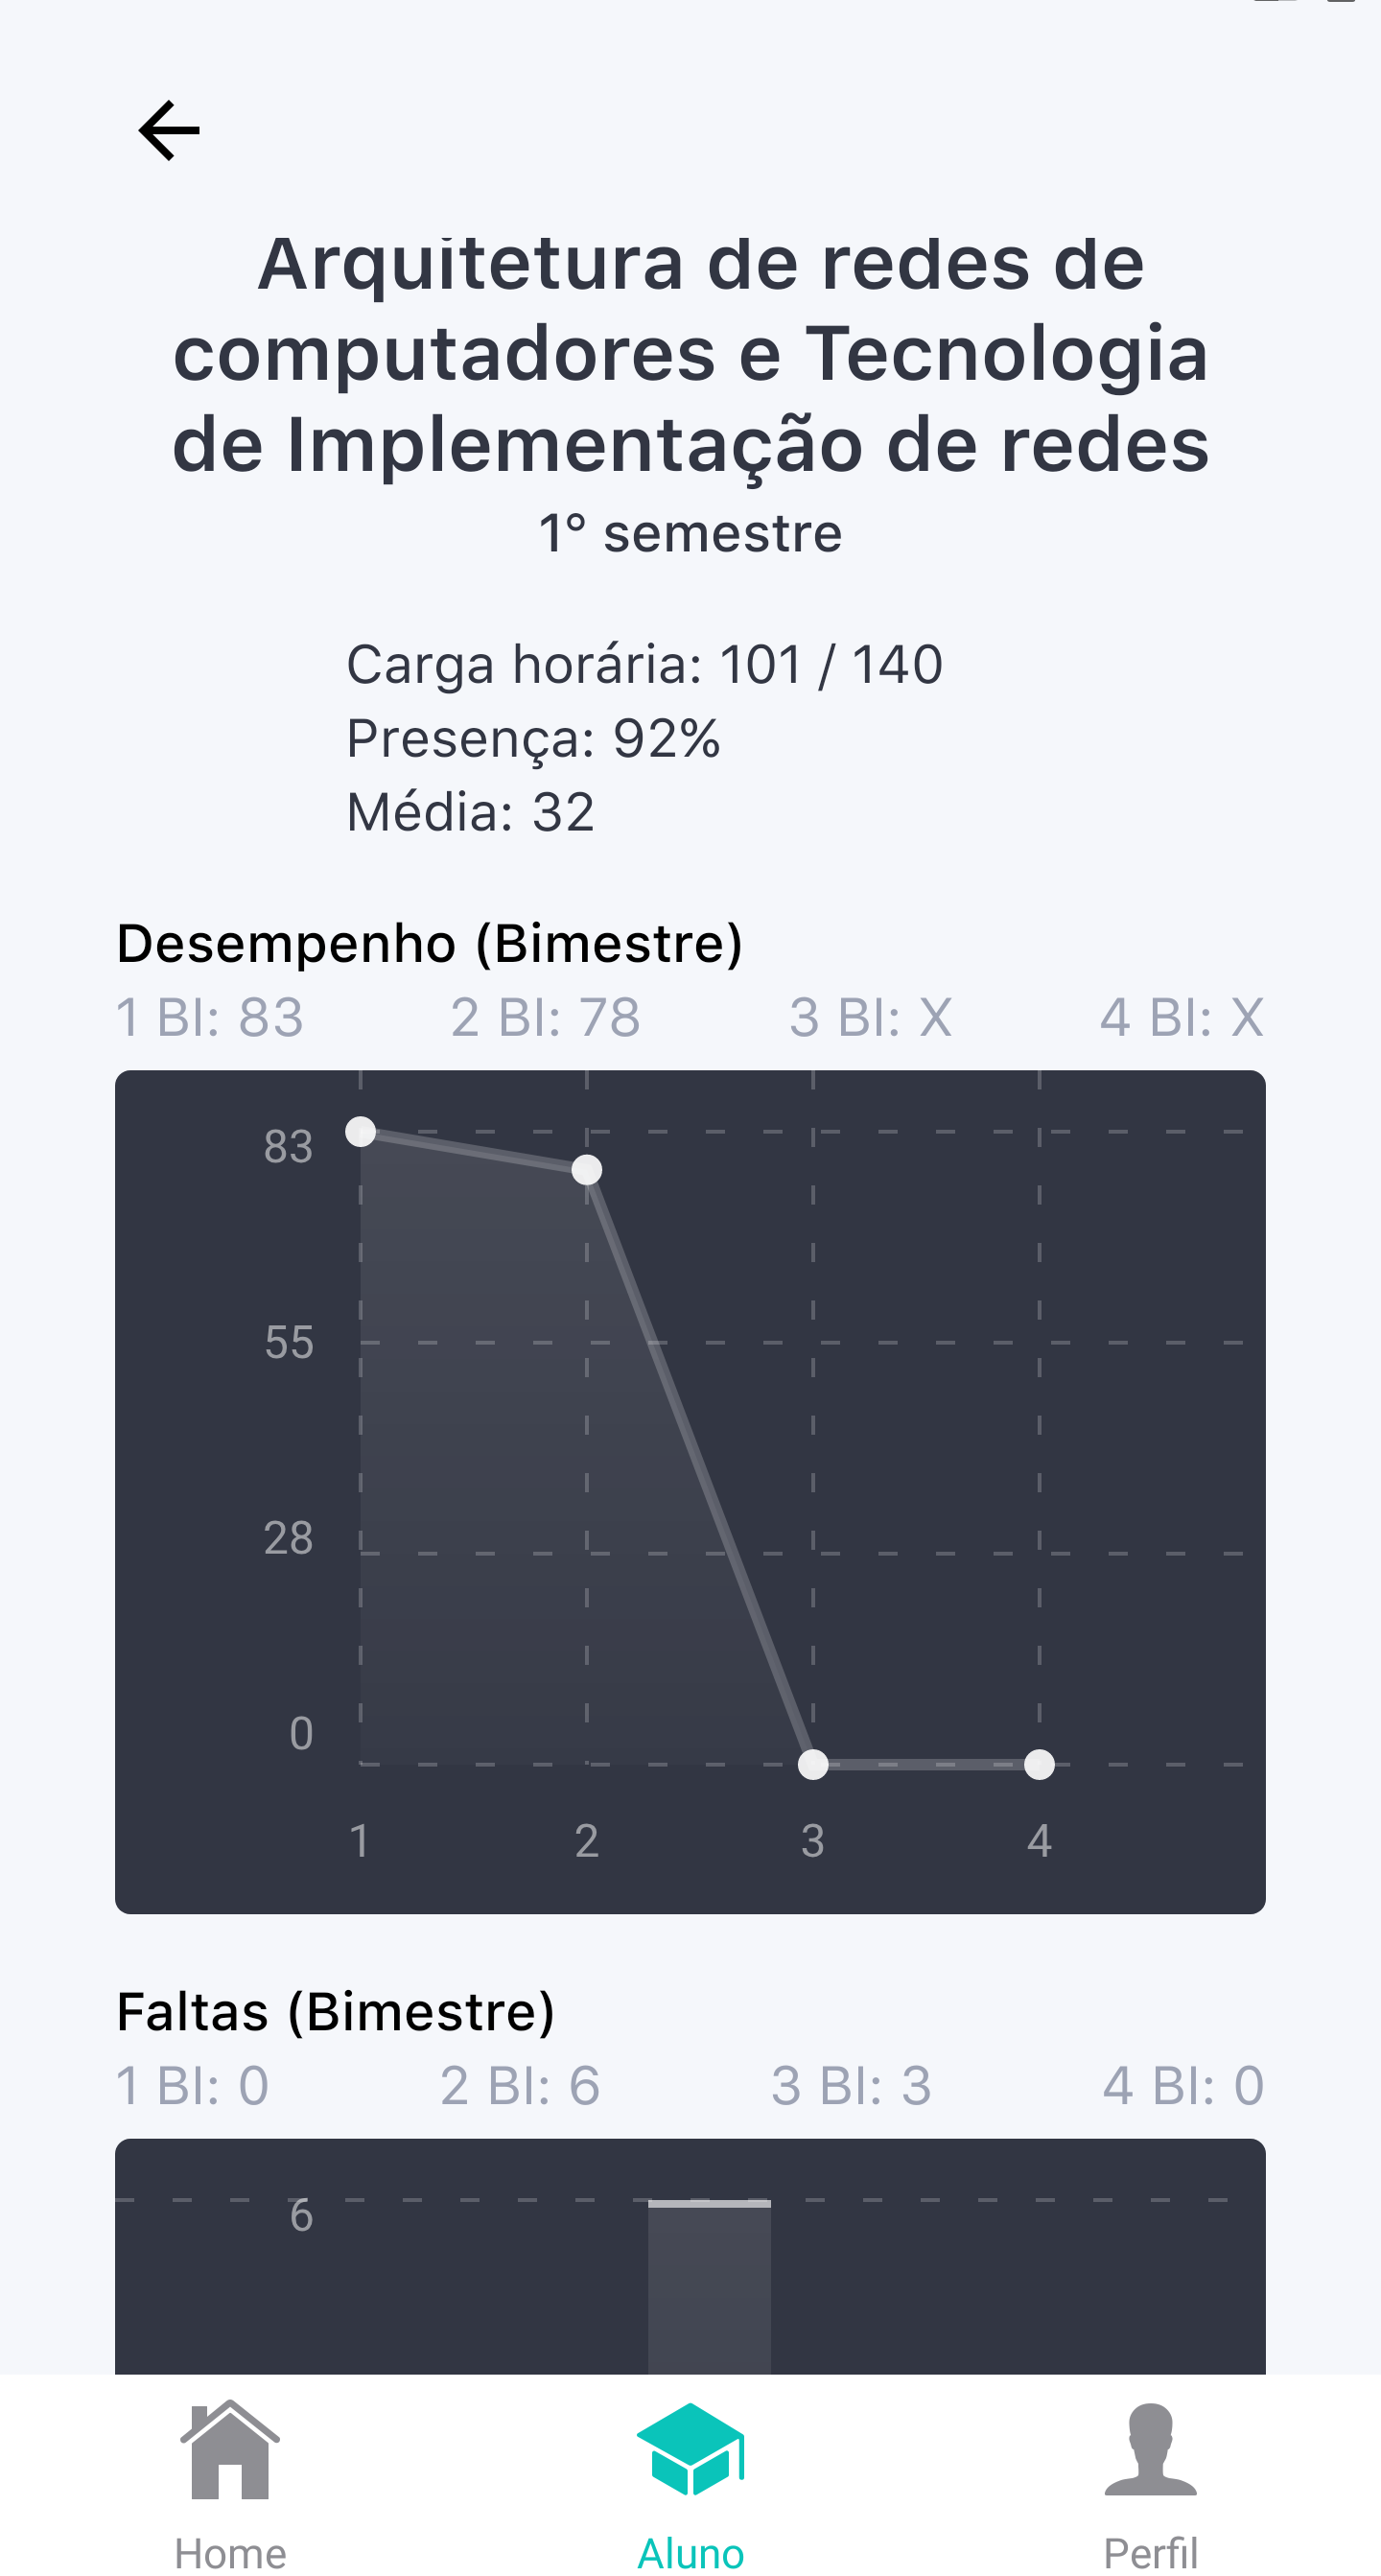 Arquitetura de redes de
computadores e Tecnologia
de Implementação de redes
1° semestre
Carga horária: 101 / 140
Presença: 92%
Média: 32
Desempenho (Bimestre)
1 BI: 83 2 BI: 78 3 BI: X 4 BI: X
83
55
28
0
1 2 3 4
Faltas (Bimestre)
1 BI: 0 2 BI: 6 3 BI: 3 4 BI: 0
6
Home Aluno Perfil